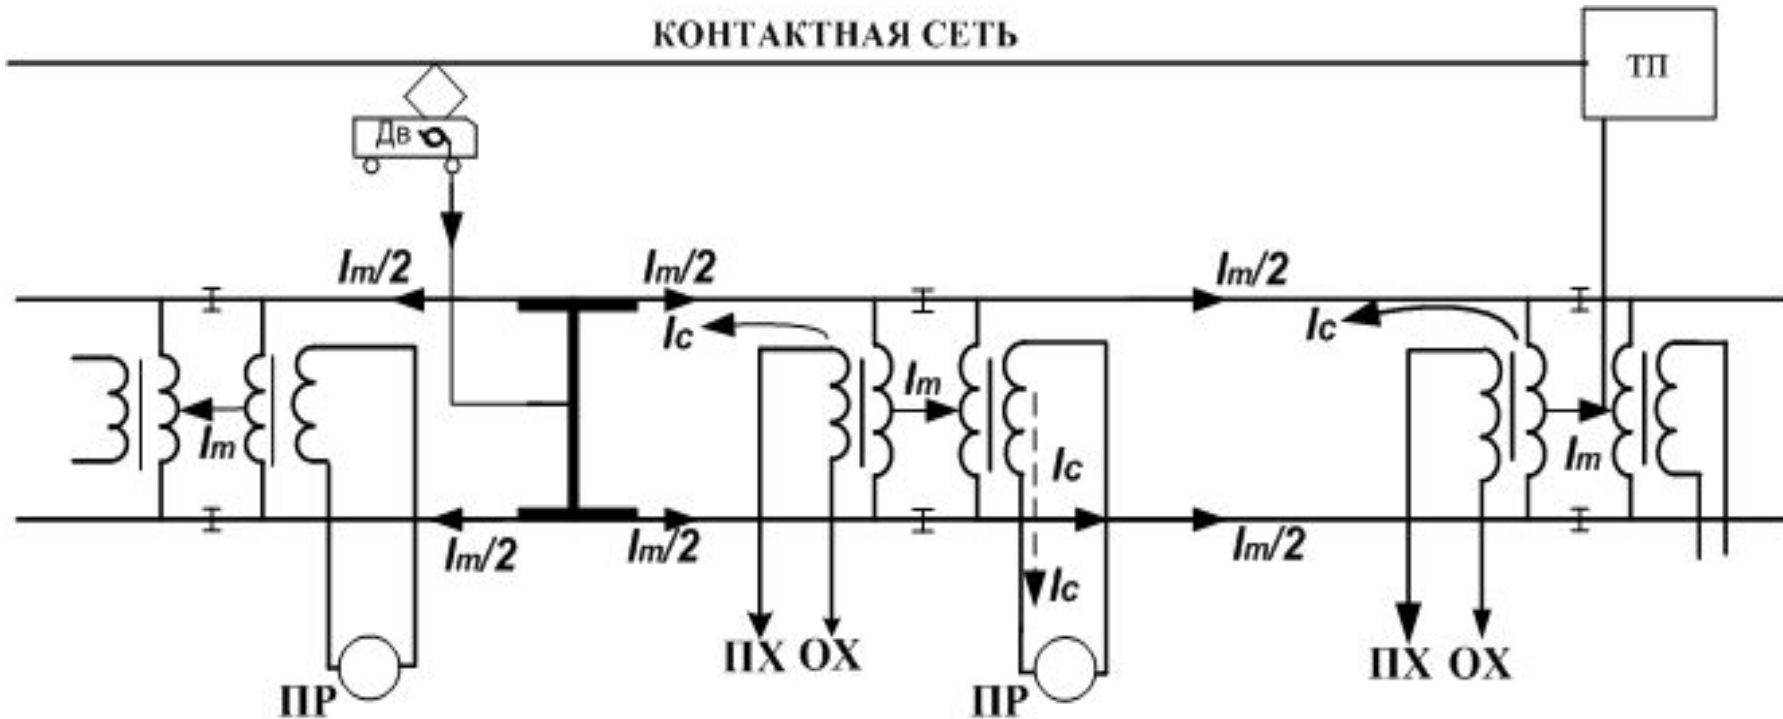 КОНТАКТНАЯ СЕТЬ
ТП
Дв
Im/2
Im/2
Im/2
Ic
Ic
Im
Im
Im
Ic
Im/2
Im/2
Im/2
Ic
ПХ ОХ
ПХ ОХ
ПР
ПР